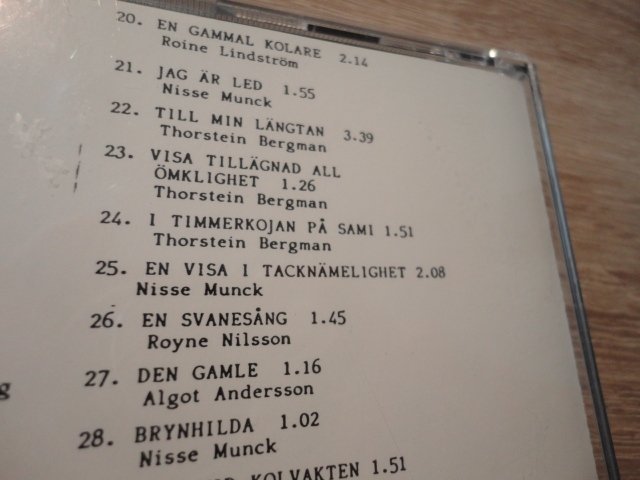 20. EN GAMMAL KOLARE 2.14
Roine Lindström
21. JAG ÄR LED 1.55
Nisse Munck
22. TILL MIN LÄNGTAN 3.39
Thorstein Bergman
23. VISA TILLÄGNAD ALL
ÖMKLIGHET 1.26
Thorstein Bergman
24. I TIMMERKOJAN PÅ SAMI 1.51
Thorstein Bergman
25. EN VISA I TACKNÄMELIGHET 2.08
Nisse Munck
26. EN SVANESÅNG 1.45
Royne Nilsson
27. DEN GAMLE 1.16
Algot Andersson
28. BRYNHILDA 1.02
Nisse Munck
KOLVAKTEN 1.51